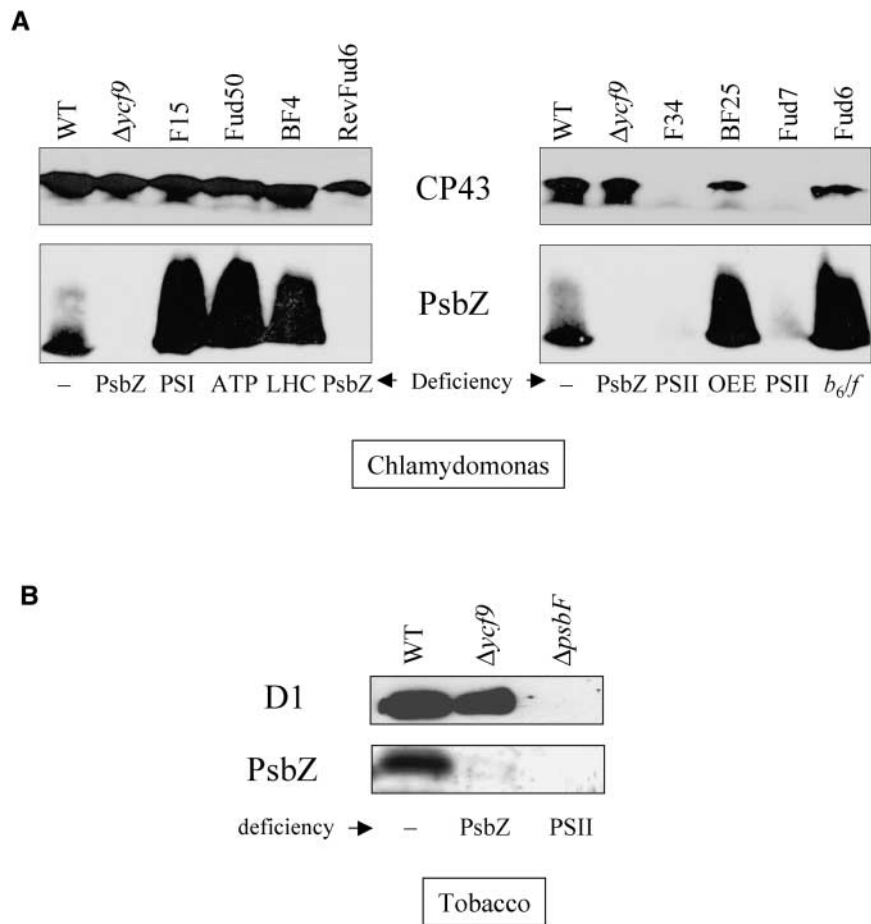 A
WT Δycf9 F15 Fud50 BF4 RevFud6
WT Δycf9 F34 BF25 Fud7 Fud6
CP43
PsbZ
– PsbZ PSI ATP LHC PsbZ ◄ Deficiency ► – PsbZ PSII OEE PSII b₆/f
Chlamydomonas
B
WT Δycf9 ΔpsbF
D1
PsbZ
deficiency → – PsbZ PSII
Tobacco